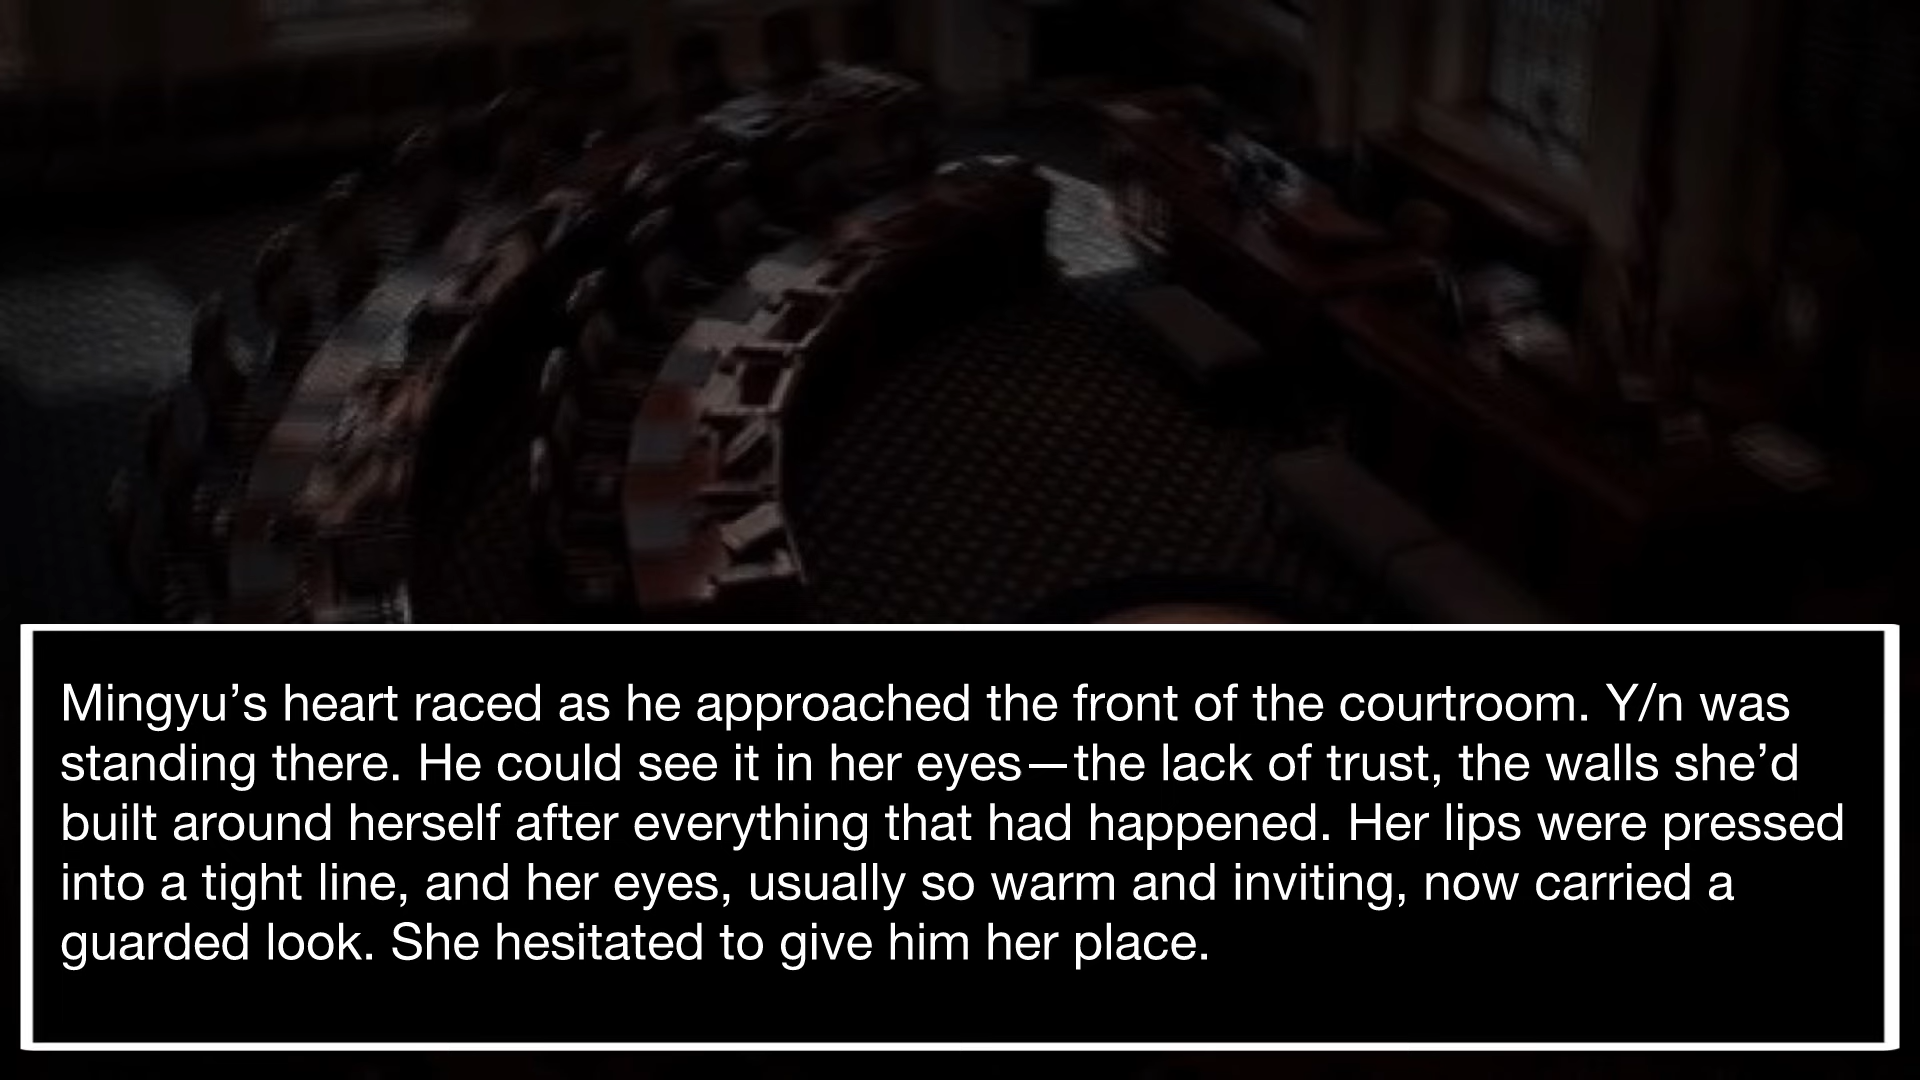 Mingyu’s heart raced as he approached the front of the courtroom. Y/n was
standing there. He could see it in her eyes—the lack of trust, the walls she’d
built around herself after everything that had happened. Her lips were pressed
into a tight line, and her eyes, usually so warm and inviting, now carried a
guarded look. She hesitated to give him her place.